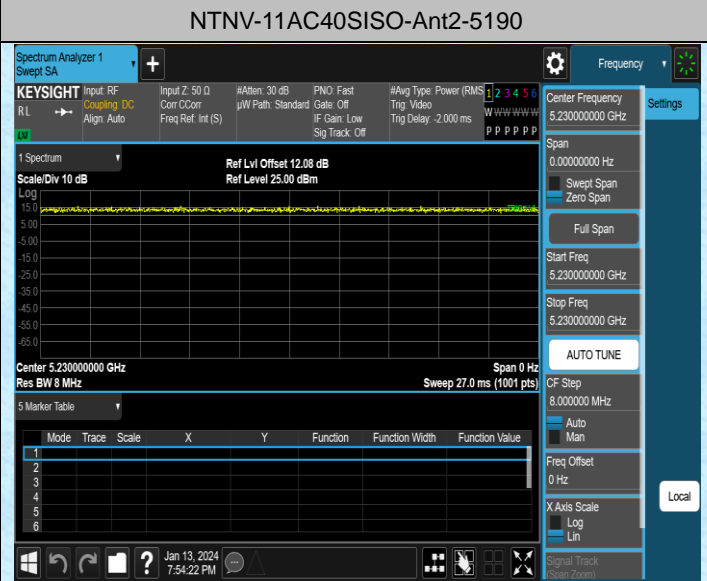 NTNV-11AC40SISO-Ant2-5190
Spectrum Analyzer 1
Swept SA
Frequency
KEYSIGHT
RL
LXI
Input: RF
Coupling: DC
Align: Auto
Input Z: 50 Ω
Corr CCorr
Freq Ref: Int (S)
#Atten: 30 dB
µW Path: Standard
PNO: Fast
Gate: Off
IF Gain: Low
Sig Track: Off
#Avg Type: Power (RMS
Trig: Video
Trig Delay: -2.000 ms
1 2 3 4 5 6
W W W W W W
P P P P P P
Center Frequency
5.230000000 GHz
Settings
Span
0.00000000 Hz
Swept Span
Zero Span
Full Span
Start Freq
5.230000000 GHz
Stop Freq
5.230000000 GHz
AUTO TUNE
CF Step
8.000000 MHz
Auto
Man
Freq Offset
0 Hz
X Axis Scale
Log
Lin
Signal Track
(Span Zoom)
Local
1 Spectrum
Scale/Div 10 dB
Ref Lvl Offset 12.08 dB
Ref Level 25.00 dBm
Log
15.0
5.00
-5.00
-15.0
-25.0
-35.0
-45.0
-55.0
-65.0
Center 5.230000000 GHz
Res BW 8 MHz
Span 0 Hz
Sweep 27.0 ms (1001 pts)
5 Marker Table
Mode Trace Scale X Y Function Function Width Function Value
1
2
3
4
5
6
?
Jan 13, 2024
7:54:22 PM